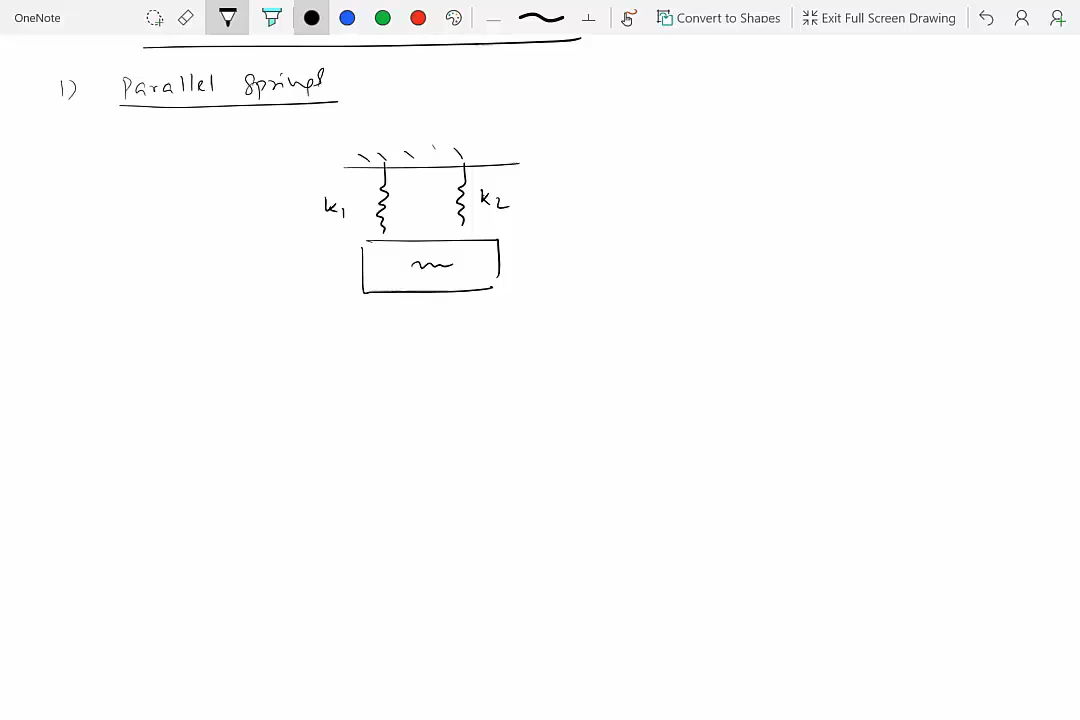 OneNote
Convert to Shapes
Exit Full Screen Drawing
1) Parallel Springs
k1
k2
m